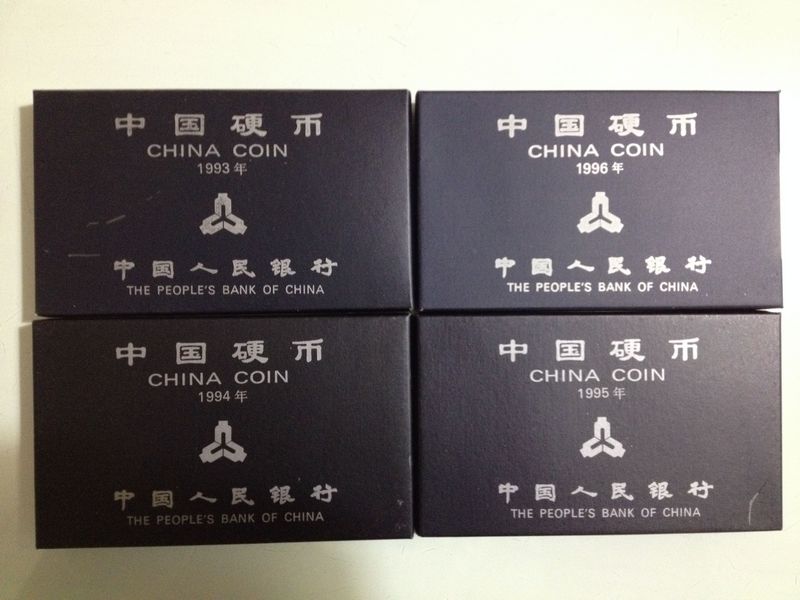 中国硬币
CHINA COIN
1993年
中国人民银行
THE PEOPLE'S BANK OF CHINA
中国硬币
CHINA COIN
1996年
中国人民银行
THE PEOPLE'S BANK OF CHINA
中国硬币
CHINA COIN
1994年
中国人民银行
THE PEOPLE'S BANK OF CHINA
中国硬币
CHINA COIN
1995年
中国人民银行
THE PEOPLE'S BANK OF CHINA